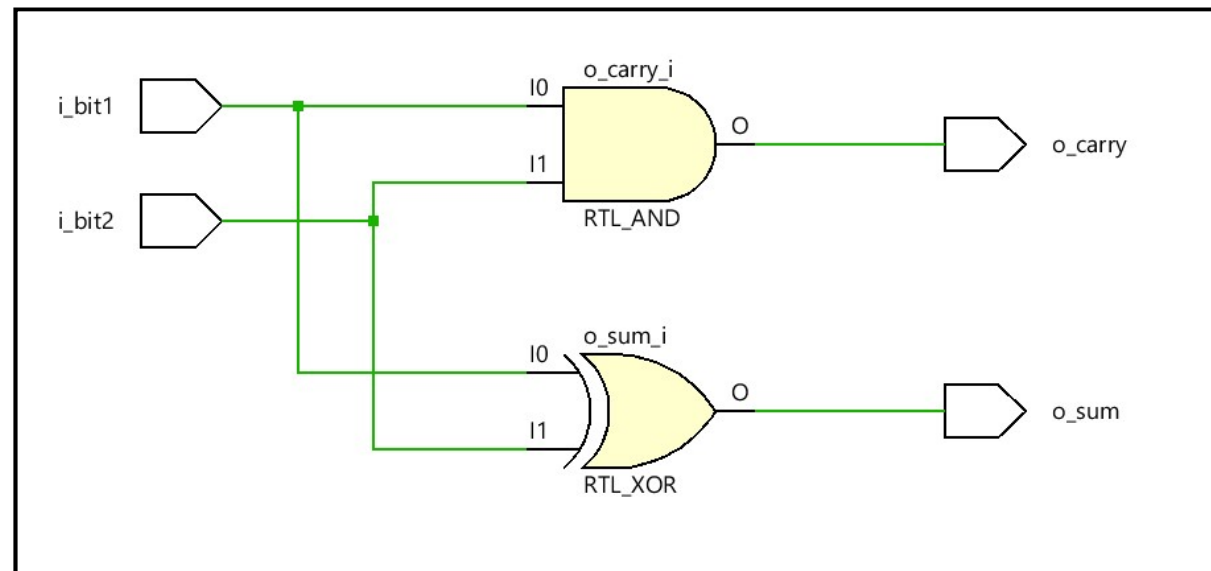 o_carry_i
i_bit1
I0
O
o_carry
I1
i_bit2
RTL_AND
o_sum_i
I0
O
o_sum
I1
RTL_XOR